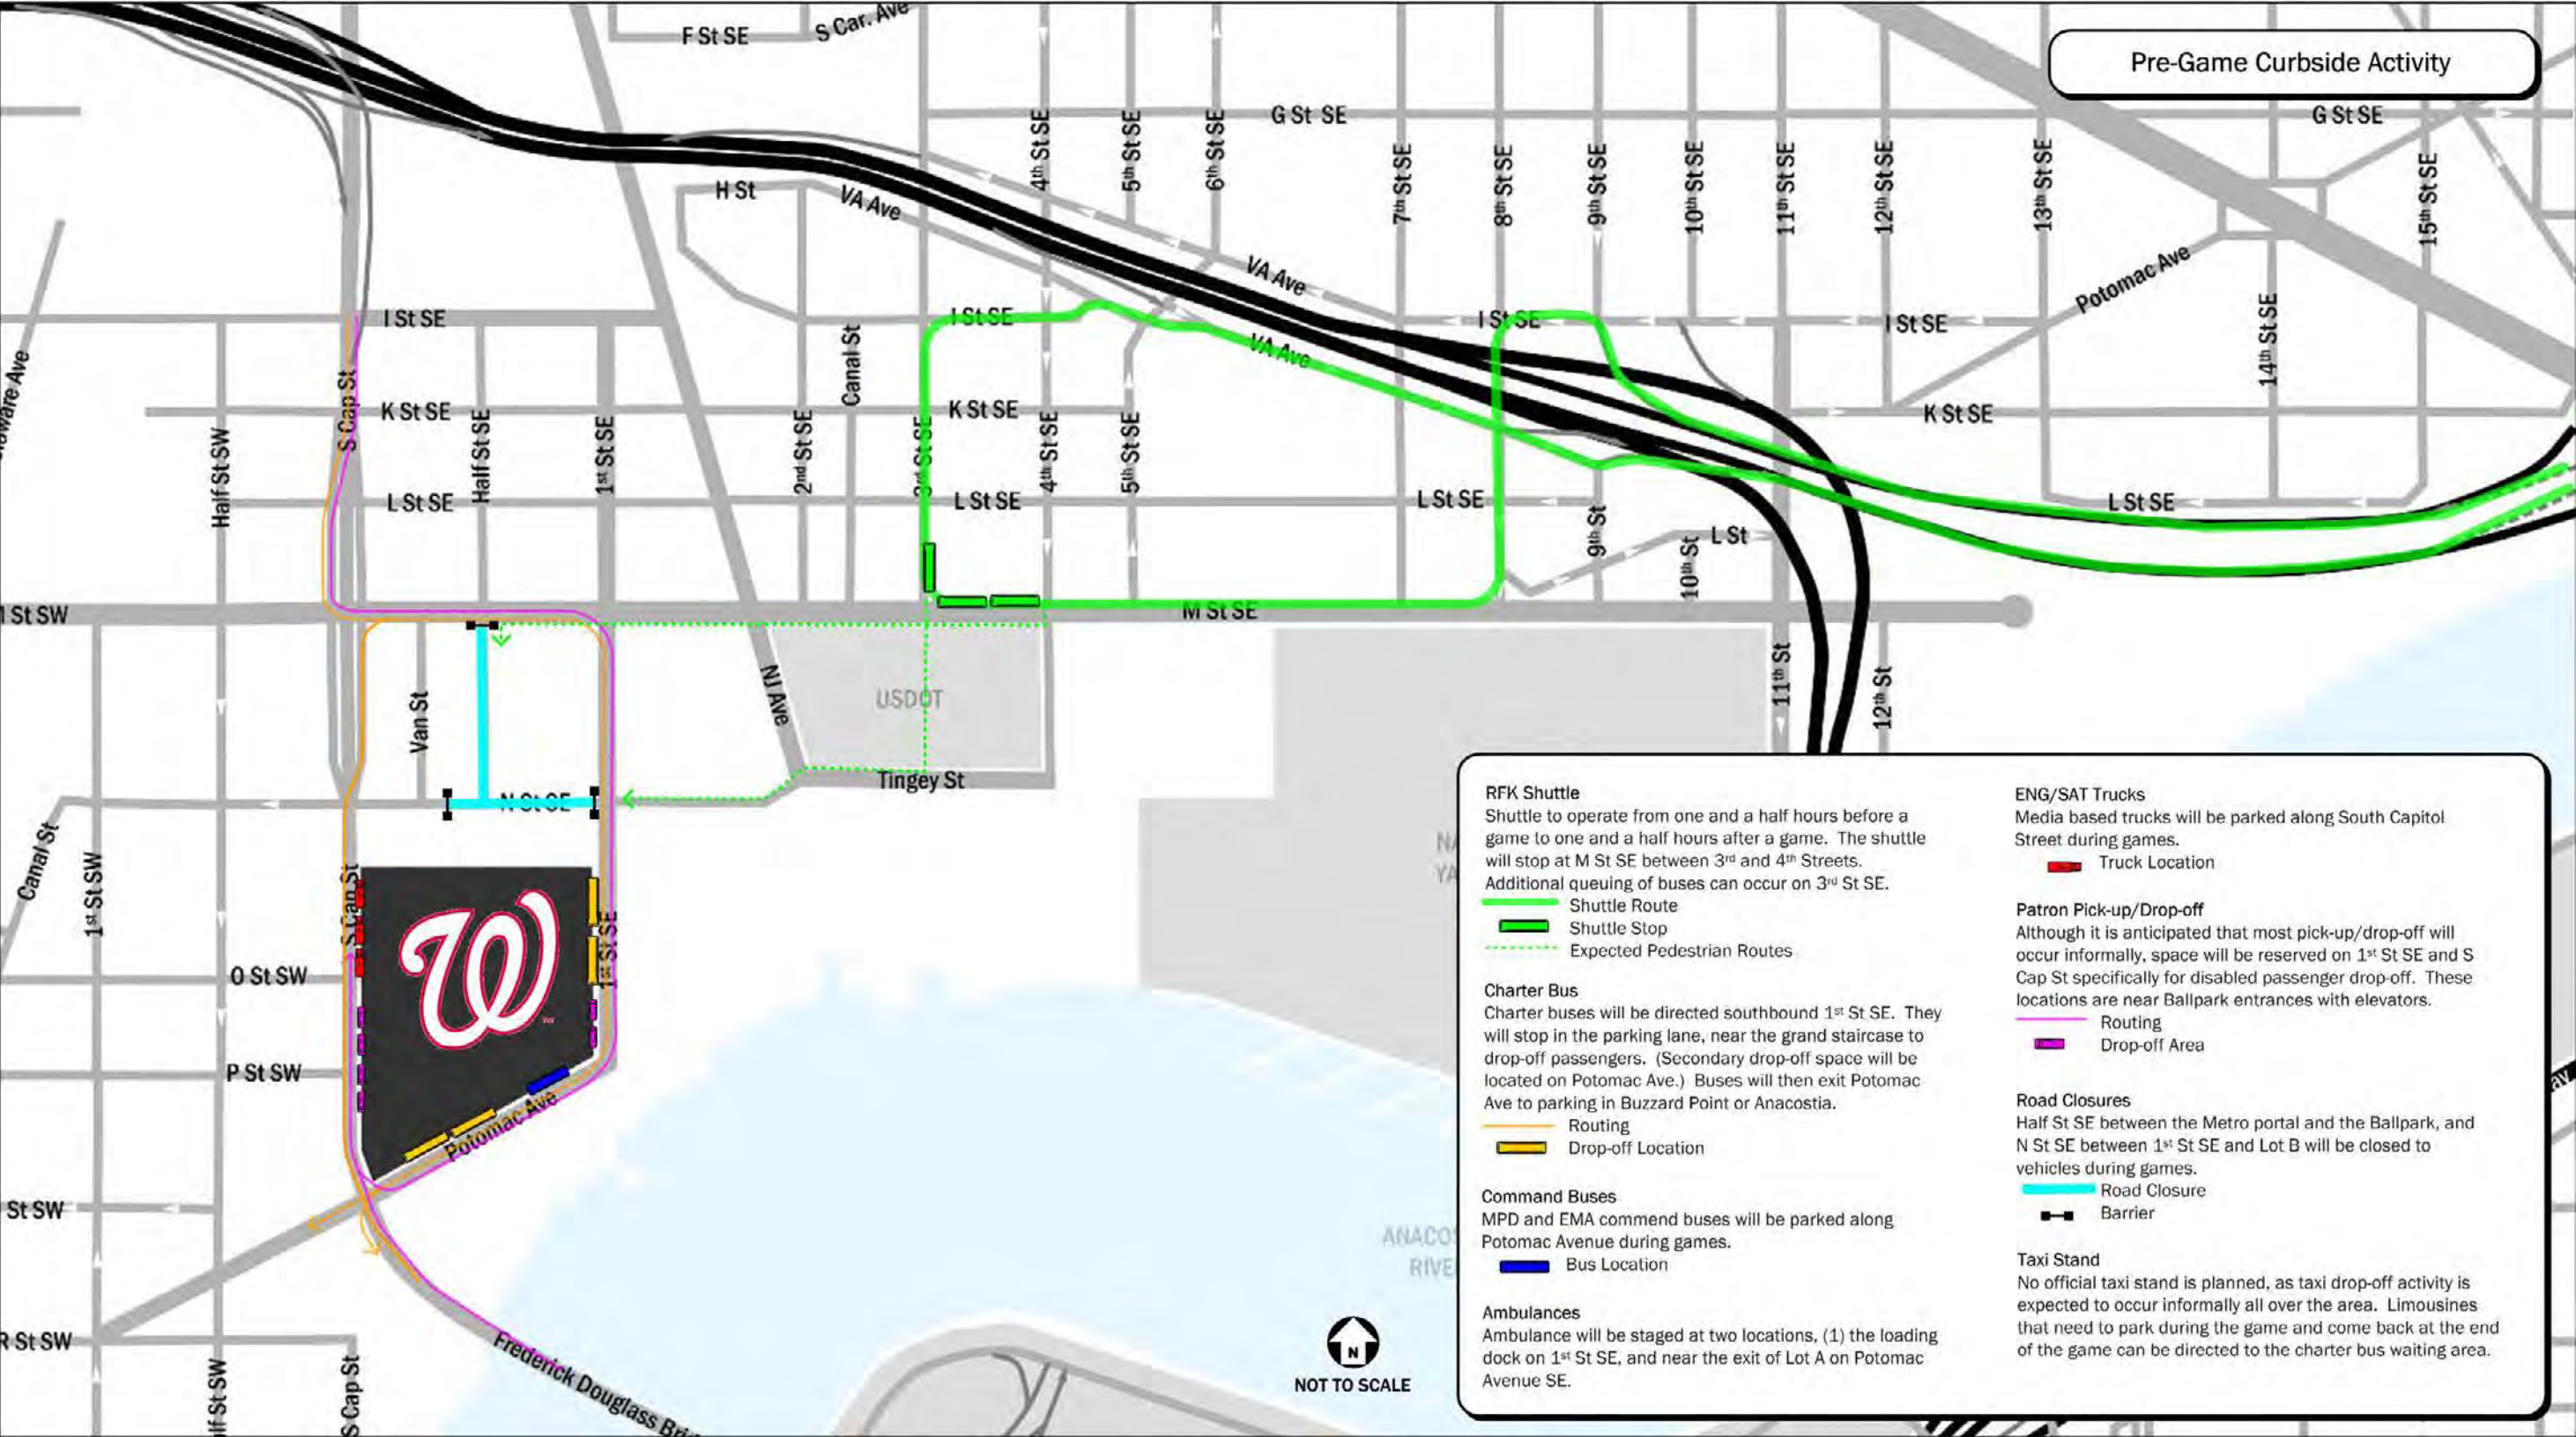 Pre-Game Curbside Activity
F St SE
S Car. Ave
G St SE
G St SE
4th St SE
5th St SE
6th St SE
7th St SE
8th St SE
9th St SE
10th St SE
11th St SE
12th St SE
13th St SE
15th St SE
H St
VA Ave
VA Ave
VA Ave
Potomac Ave
14th St SE
I St SE
I St SE
I St SE
I St SE
Canal St
S Cap St
K St SE
K St SE
K St SE
Half St SW
Half St SE
1st St SE
2nd St SE
3rd St SE
4th St SE
5th St SE
L St SE
L St SE
L St SE
L St SE
9th St
10th St
L St
St SW
M St SE
Van St
NJ Ave
USDOT
11th St
12th St
Tingey St
N St SE
Canal St
1st St SW
S Cap St
W
TM
1st St SE
O St SW
P St SW
Potomac Ave
St SW
R St SW
S Cap St
Frederick Douglass
N
NOT TO SCALE
RFK Shuttle
Shuttle to operate from one and a half hours before a
game to one and a half hours after a game. The shuttle
will stop at M St SE between 3rd and 4th Streets.
Additional queuing of buses can occur on 3rd St SE.
Shuttle Route
Shuttle Stop
Expected Pedestrian Routes
Charter Bus
Charter buses will be directed southbound 1st St SE. They
will stop in the parking lane, near the grand staircase to
drop-off passengers. (Secondary drop-off space will be
located on Potomac Ave.) Buses will then exit Potomac
Ave to parking in Buzzard Point or Anacostia.
Routing
Drop-off Location
Command Buses
MPD and EMA commend buses will be parked along
Potomac Avenue during games.
Bus Location
Ambulances
Ambulance will be staged at two locations, (1) the loading
dock on 1st St SE, and near the exit of Lot A on Potomac
Avenue SE.
ENG/SAT Trucks
Media based trucks will be parked along South Capitol
Street during games.
Truck Location
Patron Pick-up/Drop-off
Although it is anticipated that most pick-up/drop-off will
occur informally, space will be reserved on 1st St SE and S
Cap St specifically for disabled passenger drop-off. These
locations are near Ballpark entrances with elevators.
Routing
Drop-off Area
Road Closures
Half St SE between the Metro portal and the Ballpark, and
N St SE between 1st St SE and Lot B will be closed to
vehicles during games.
Road Closure
Barrier
Taxi Stand
No official taxi stand is planned, as taxi drop-off activity is
expected to occur informally all over the area. Limousines
that need to park during the game and come back at the end
of the game can be directed to the charter bus waiting area.